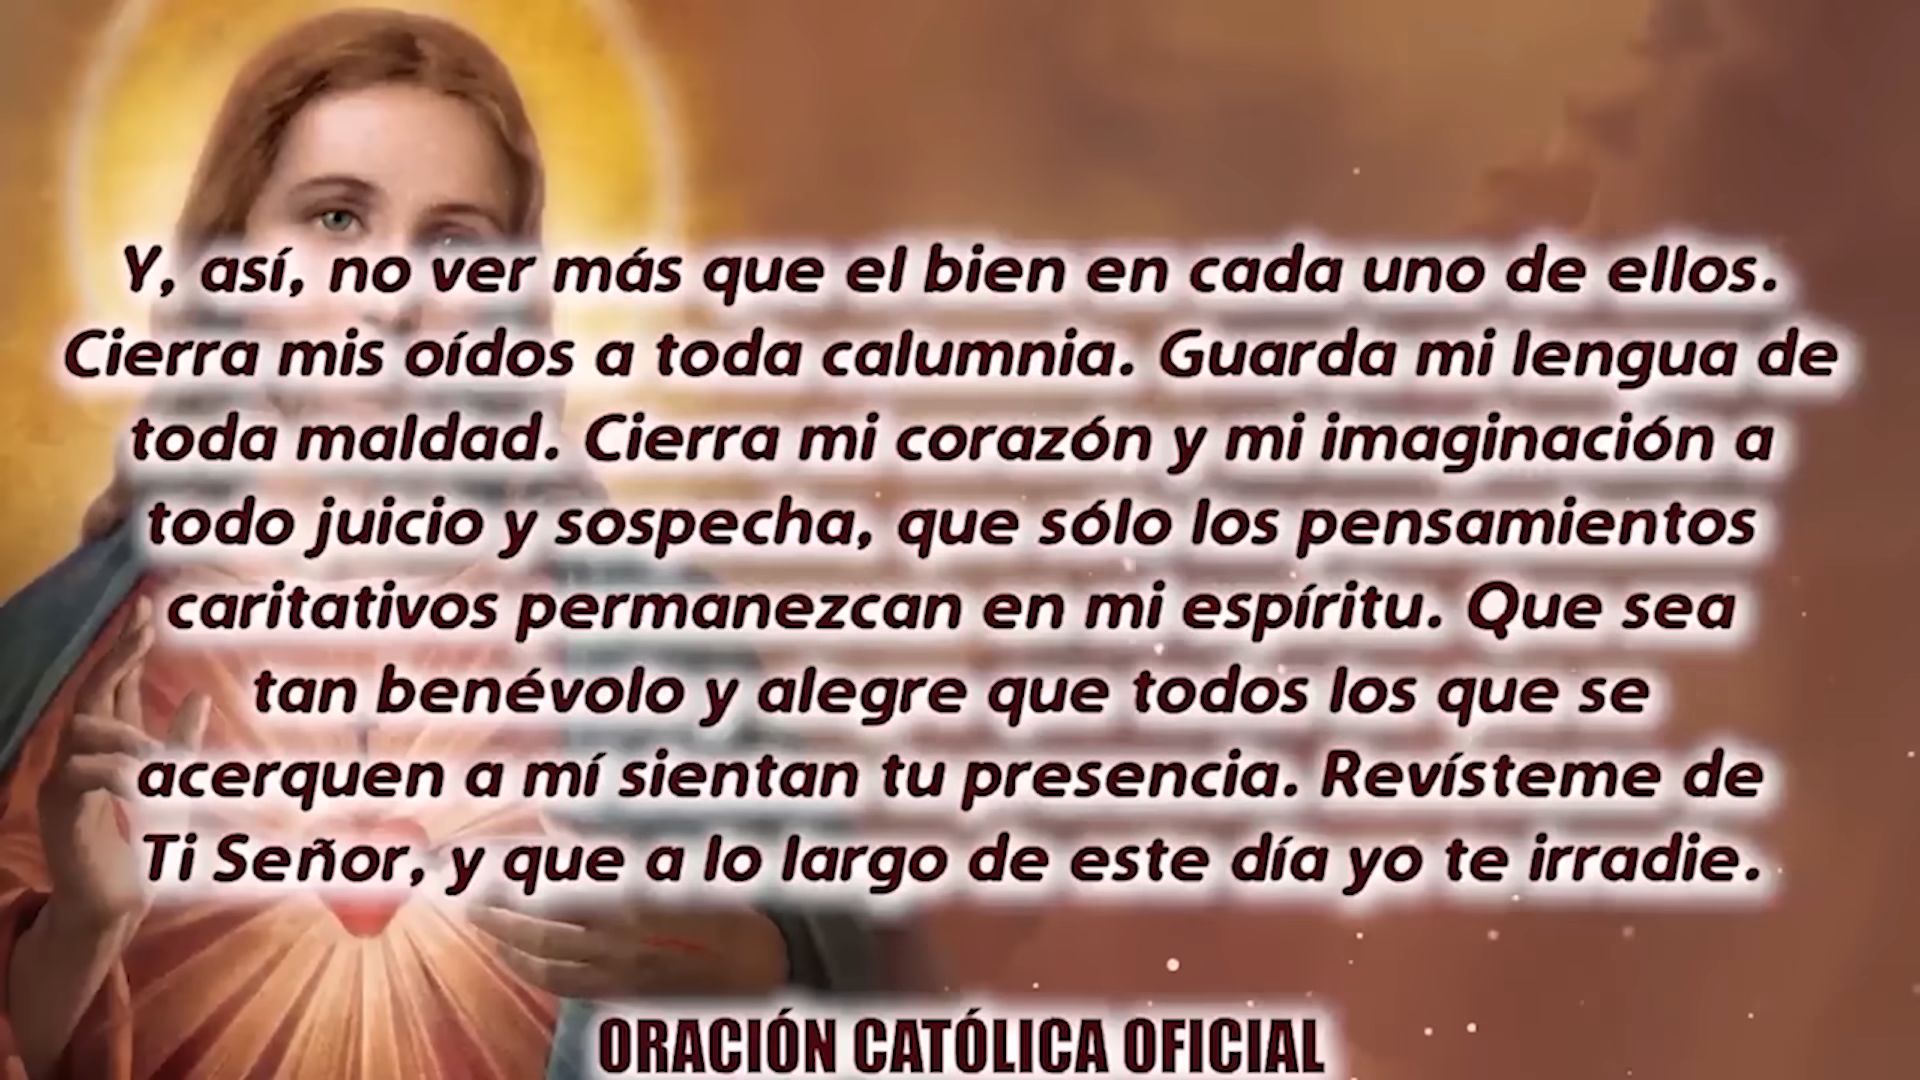 Y, así, no ver más que el bien en cada uno de ellos.
Cierra mis oídos a toda calumnia. Guarda mi lengua de
toda maldad. Cierra mi corazón y mi imaginación a
todo juicio y sospecha, que sólo los pensamientos
caritativos permanezcan en mi espíritu. Que sea
tan benévolo y alegre que todos los que se
acerquen a mí sientan tu presencia. Revísteme de
Ti Señor, y que a lo largo de este día yo te irradie.
ORACIÓN CATÓLICA OFICIAL